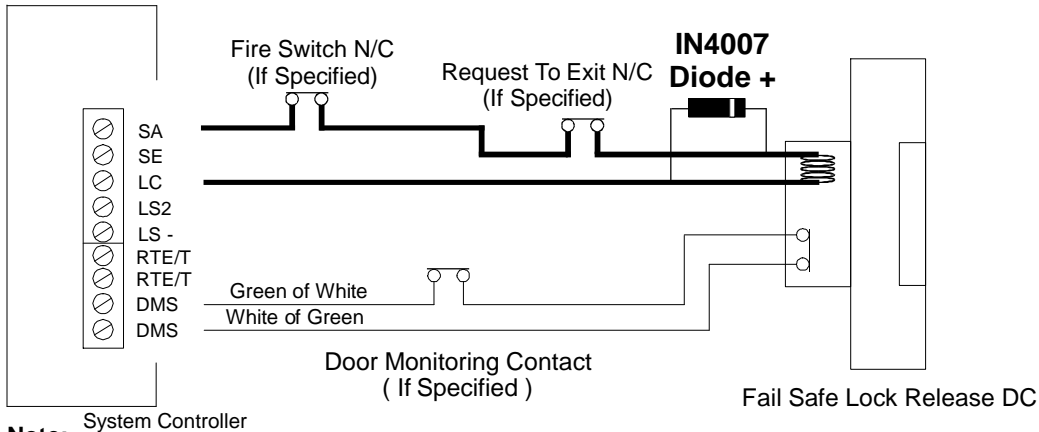 Fire Switch N/C
(If Specified)
Request To Exit N/C
(If Specified)
IN4007
Diode +
SA
SE
LC
LS2
LS -
RTE/T
RTE/T
DMS
DMS
Green of White
White of Green
Door Monitoring Contact
( If Specified )
Fail Safe Lock Release DC
System Controller
Note: